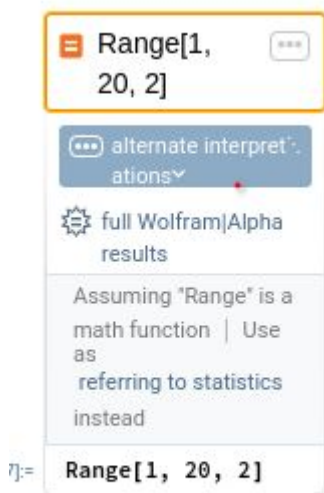 Range[1,
20, 2]
alternate interpret
ations
full Wolfram|Alpha
results
Assuming "Range" is a
math function | Use
as
referring to statistics
instead
7]:= Range[1, 20, 2]